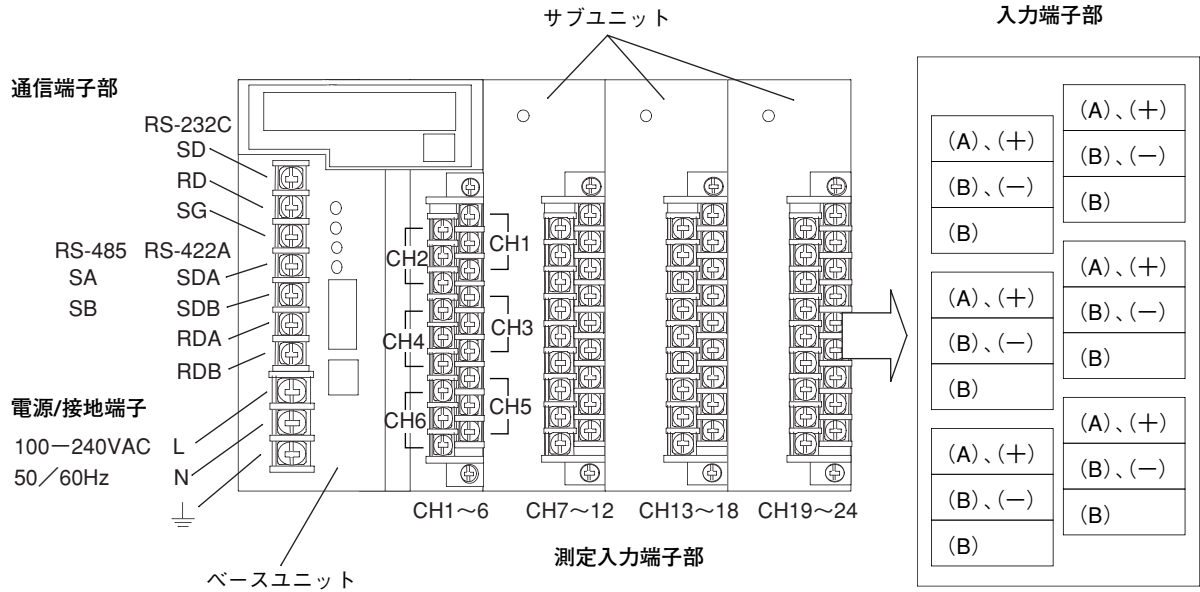 サブユニット
入力端子部
通信端子部
RS-232C
SD
RD
SG
RS-485 RS-422A
SA SDA
SB SDB
RDA
RDB
電源/接地端子
100－240VAC L
50／60Hz N
CH1
CH2
CH3
CH4
CH5
CH6
CH1～6 CH7～12 CH13～18 CH19～24
測定入力端子部
ベースユニット
(A)、(＋)
(B)、(－)
(B)
(A)、(＋)
(B)、(－)
(B)
(A)、(＋)
(B)、(－)
(B)
(A)、(＋)
(B)、(－)
(B)
(A)、(＋)
(B)、(－)
(B)
(A)、(＋)
(B)、(－)
(B)